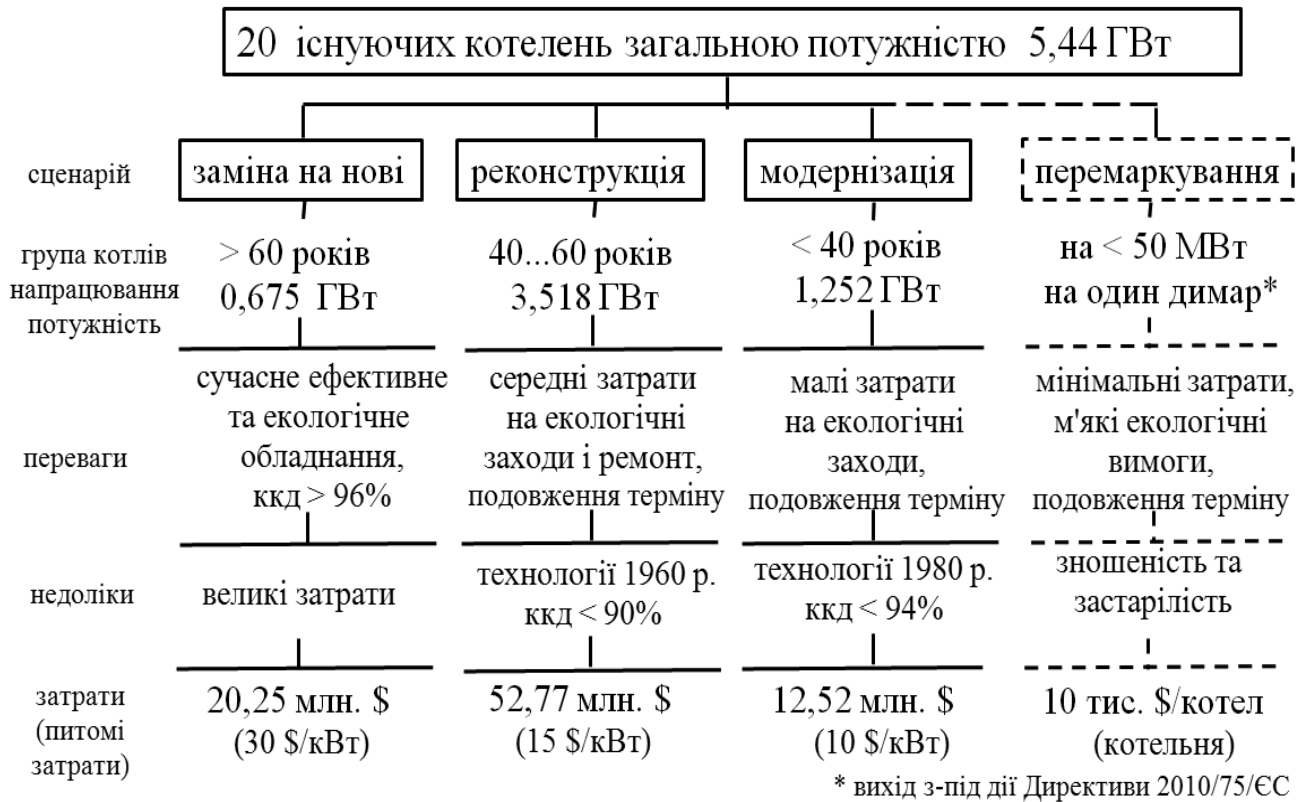 20 існуючих котелень загальною потужністю 5,44 ГВт
сценарій
заміна на нові
реконструкція
модернізація
перемаркування
група котлів
напрацювання
потужність
> 60 років
0,675 ГВт
40...60 років
3,518 ГВт
< 40 років
1,252 ГВт
на < 50 МВт
на один димар*
переваги
сучасне ефективне
та екологічне
обладнання,
ккд > 96%
середні затрати
на екологічні
заходи і ремонт,
подовження терміну
малі затрати
на екологічні
заходи,
подовження терміну
мінімальні затрати,
м'які екологічні
вимоги,
подовження терміну
недоліки
великі затрати
технології 1960 р.
ккд < 90%
технології 1980 р.
ккд < 94%
зношеність та
застарілість
затрати
(питомі
затрати)
20,25 млн. $
(30 $/кВт)
52,77 млн. $
(15 $/кВт)
12,52 млн. $
(10 $/кВт)
10 тис. $/котел
(котельня)
* вихід з-під дії Директиви 2010/75/ЄС